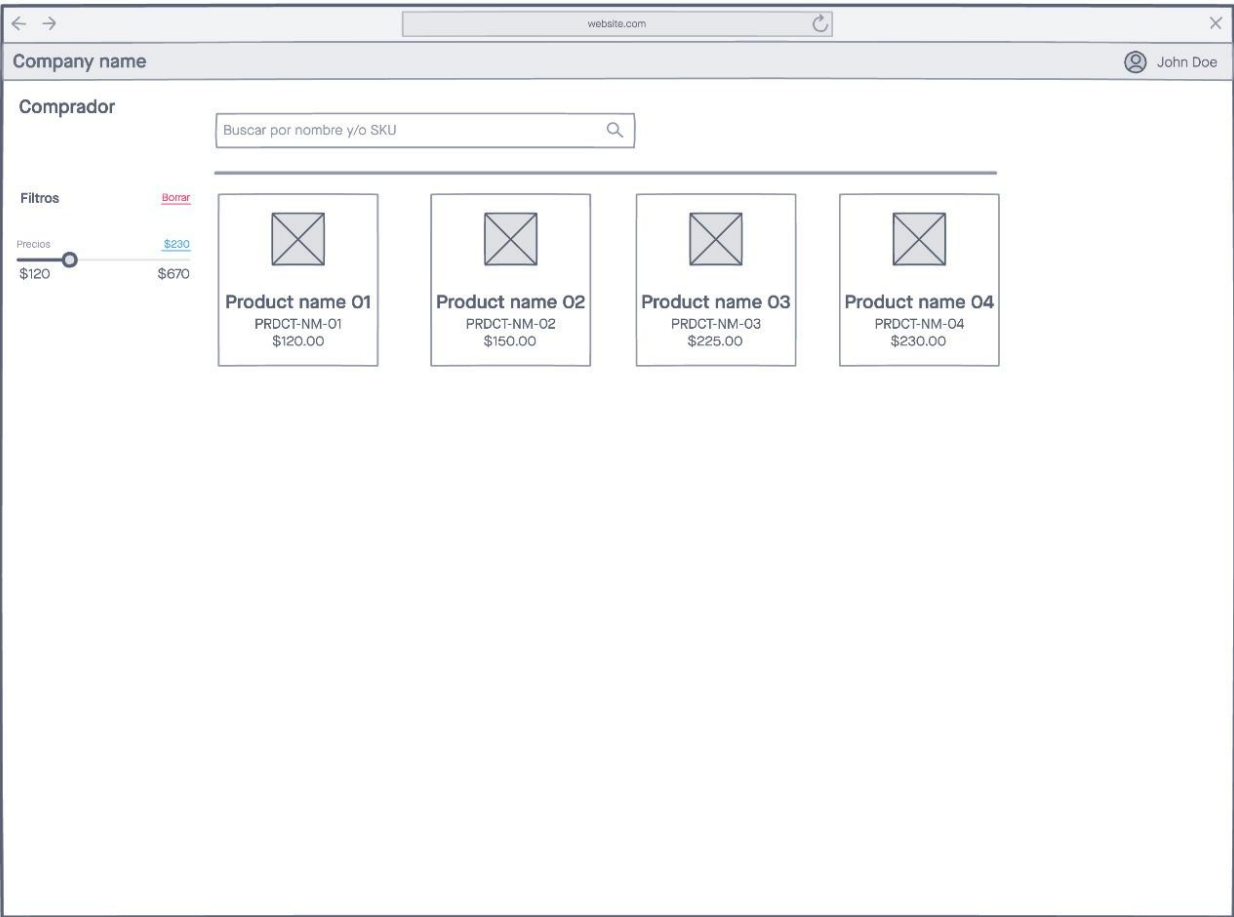 website.com
Company name
John Doe
Comprador
Buscar por nombre y/o SKU
Filtros
Borrar
Precios
$230
$120
$670
Product name 01
PRDCT-NM-01
$120.00
Product name 02
PRDCT-NM-02
$150.00
Product name 03
PRDCT-NM-03
$225.00
Product name 04
PRDCT-NM-04
$230.00